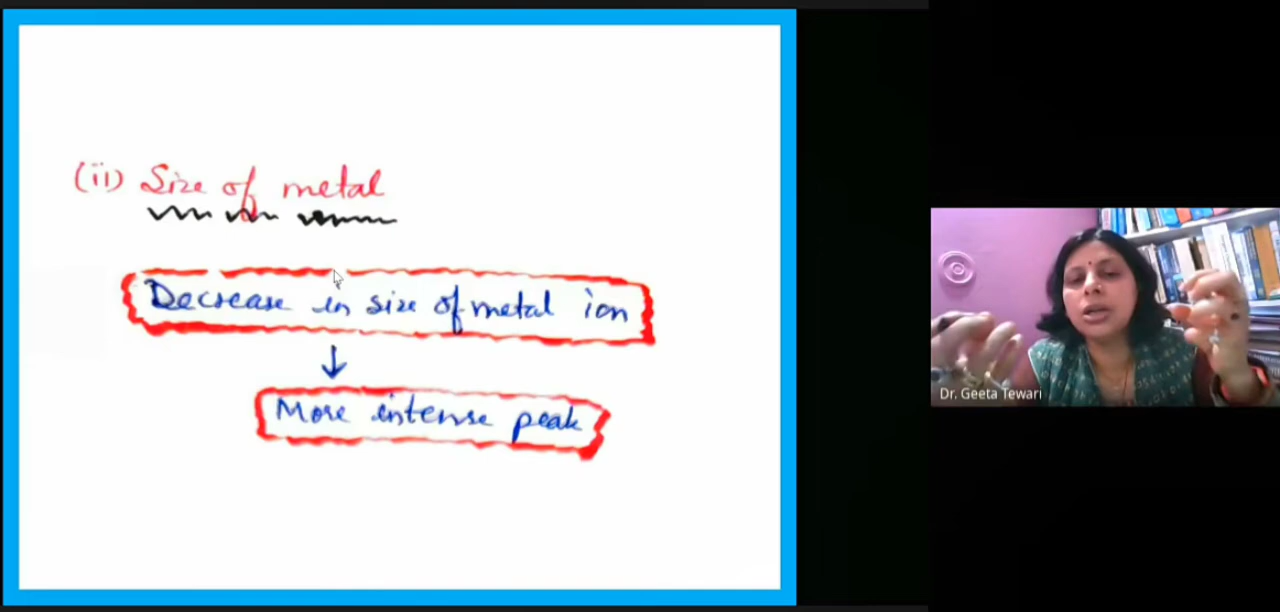 (ii) Size of metal
Decrease in size of metal ion
↓
More intense peak
Dr. Geeta Tewari